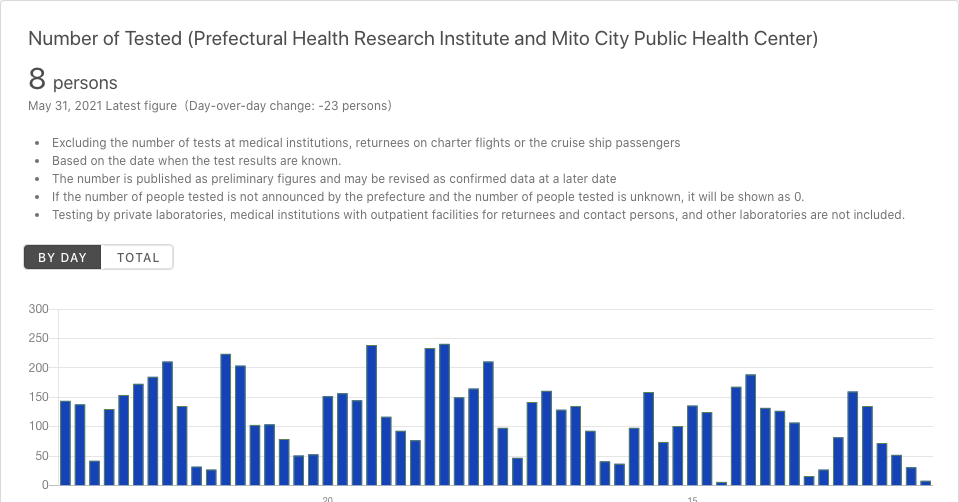 Number of Tested (Prefectural Health Research Institute and Mito City Public Health Center)
8 persons
May 31, 2021 Latest figure (Day-over-day change: -23 persons)
• Excluding the number of tests at medical institutions, returnees on charter flights or the cruise ship passengers
• Based on the date when the test results are known.
• The number is published as preliminary figures and may be revised as confirmed data at a later date
• If the number of people tested is not announced by the prefecture and the number of people tested is unknown, it will be shown as 0.
• Testing by private laboratories, medical institutions with outpatient facilities for returnees and contact persons, and other laboratories are not included.
BY DAY TOTAL
300
250
200
150
100
50
0
20 15